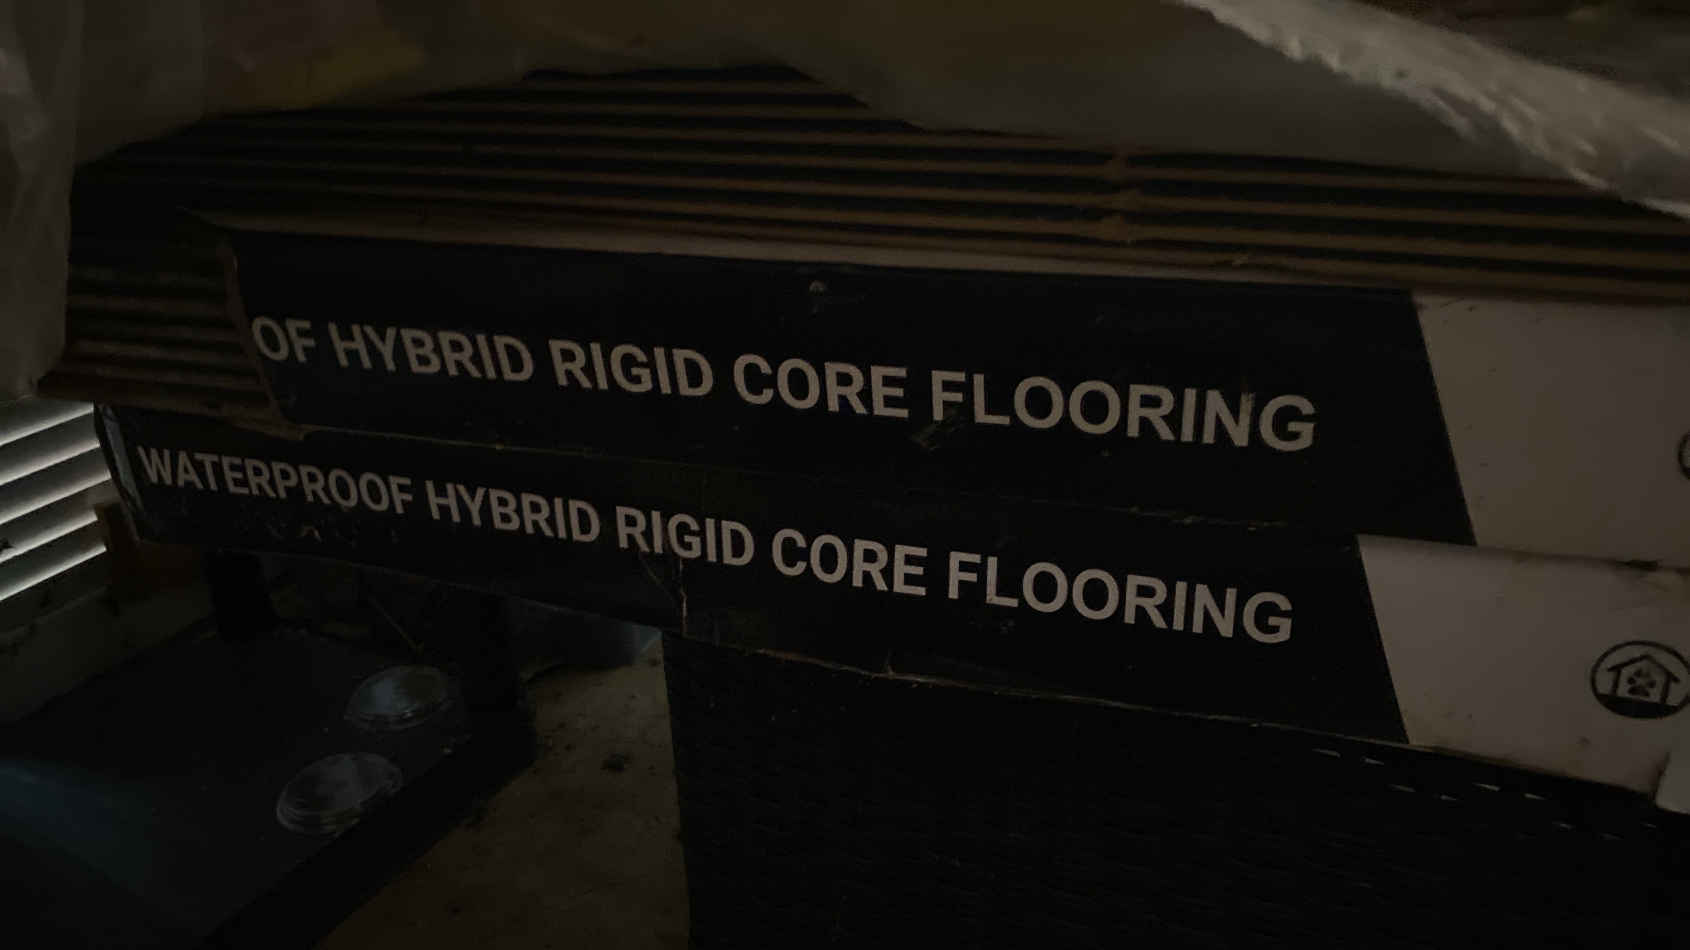 OF HYBRID RIGID CORE FLOORING
WATERPROOF HYBRID RIGID CORE FLOORING